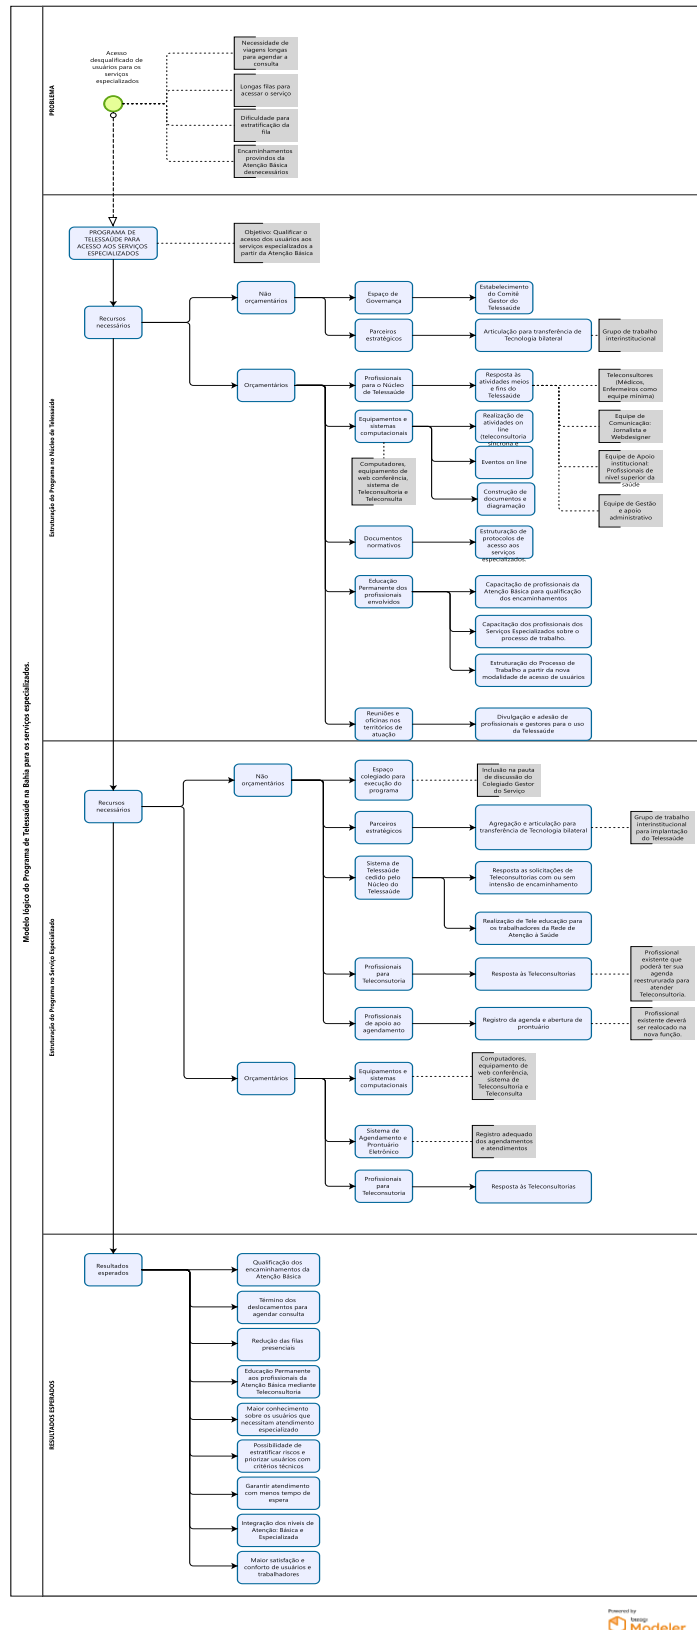 Modelo lógico do Programa de Telessaúde na Bahia para os serviços especializados.
PROBLEMA
Acesso
desqualificado de
usuários para os
serviços
especializados
Necessidade de
viagens longas
para agendar a
consulta
Longas filas para
acessar o serviço
Dificuldade para
estratificação da
fila
Encaminhamentos
provindos da
Atenção Básica
desnecessários
Estruturação do Programa no Núcleo de Telessaúde
PROGRAMA DE
TELESSAÚDE PARA
ACESSO AOS SERVIÇOS
ESPECIALIZADOS
Objetivo: Qualificar o
acesso dos usuários aos
serviços especializados a
partir da Atenção Básica
Recursos
necessários
Não
orçamentários
Espaço de
Governança
Estabelecimento
do Comitê
Gestor do
Telessaúde
Parceiros
estratégicos
Articulação para transferência de
Tecnologia bilateral
Grupo de trabalho
interinstitucional
Orçamentários
Profissionais
para o Núcleo
de Telessaúde
Resposta às
atividades meios
e fins do
Telessaúde
Teleconsultores
(Médicos,
Enfermeiros como
equipe mínima)
Equipe de
Comunicação:
Jornalista e
Webdesigner
Equipe de Apoio
institucional:
Profissionais de
nível superior da
saúde
Equipe de Gestão
e apoio
administrativo
Equipamentos e
sistemas
computacionais
Computadores,
equipamento de
web conferência,
sistema de
Teleconsultoria e
Teleconsulta
Realização de
atividades on
line
(teleconsultoria
Eventos on line
Construção de
documentos e
diagramação
Documentos
normativos
Estruturação de
protocolos de
acesso aos
serviços
especializados.
Educação
Permanente dos
profissionais
envolvidos
Capacitação de profissionais da
Atenção Básica para qualificação
dos encaminhamentos
Capacitação dos profissionais dos
Serviços Especializados sobre o
processo de trabalho.
Estruturação do Processo de
Trabalho a partir da nova
modalidade de acesso de usuários
Reuniões e
oficinas nos
territórios de
atuação
Divulgação e adesão de
profissionais e gestores para o uso
da Telessaúde
Estruturação do Programa no Serviço Especializado
Recursos
necessários
Não
orçamentários
Espaço
colegiado para
execução do
programa
Inclusão na pauta
de discussão do
Colegiado Gestor
do Serviço
Parceiros
estratégicos
Agregação e articulação para
transferência de Tecnologia bilateral
Grupo de trabalho
interinstitucional
para implantação
do Telessaúde
Sistema de
Telessaúde
cedido pelo
Núcleo do
Telessaúde
Resposta as solicitações de
Teleconsultorias com ou sem
intensão de encaminhamento
Realização de Tele educação para
os trabalhadores da Rede de
Atenção à Saúde
Profissionais
para
Teleconsutoria
Resposta às Teleconsultorias
Profissional
existente que
poderá ter sua
agenda
reestrururada para
atender
Teleconsultoria.
Profissionais
de apoio ao
agendamento
Registro da agenda e abertura de
prontuário
Profissional
existente deverá
ser realocado na
nova função.
Orçamentários
Equipamentos e
sistemas
computacionais
Computadores,
equipamento de
web conferência,
sistema de
Teleconsultoria e
Teleconsulta
Sistema de
Agendamento e
Prontuário
Eletrônico
Registro adequado
dos agendamentos
e atendimentos
Profissionais
para
Teleconsutoria
Resposta às Teleconsultorias
RESULTADOS ESPERADOS
Resultados
esperados
Qualificação dos
encaminhamentos da
Atenção Básica
Término dos
deslocamentos para
agendar consulta
Redução das filas
presenciais
Educação Permanente
aos profissionais da
Atenção Básica mediante
Teleconsultoria
Maior conhecimento
sobre os usuários que
necessitam atendimento
especializado
Possibilidade de
estratificar riscos e
priorizar usuários com
critérios técnicos
Garantir atendimento
com menos tempo de
espera
Integração dos níveis de
Atenção: Básica e
Especializada
Maior satisfação e
conforto de usuários e
trabalhadores
Powered by
bizagi
Modeler